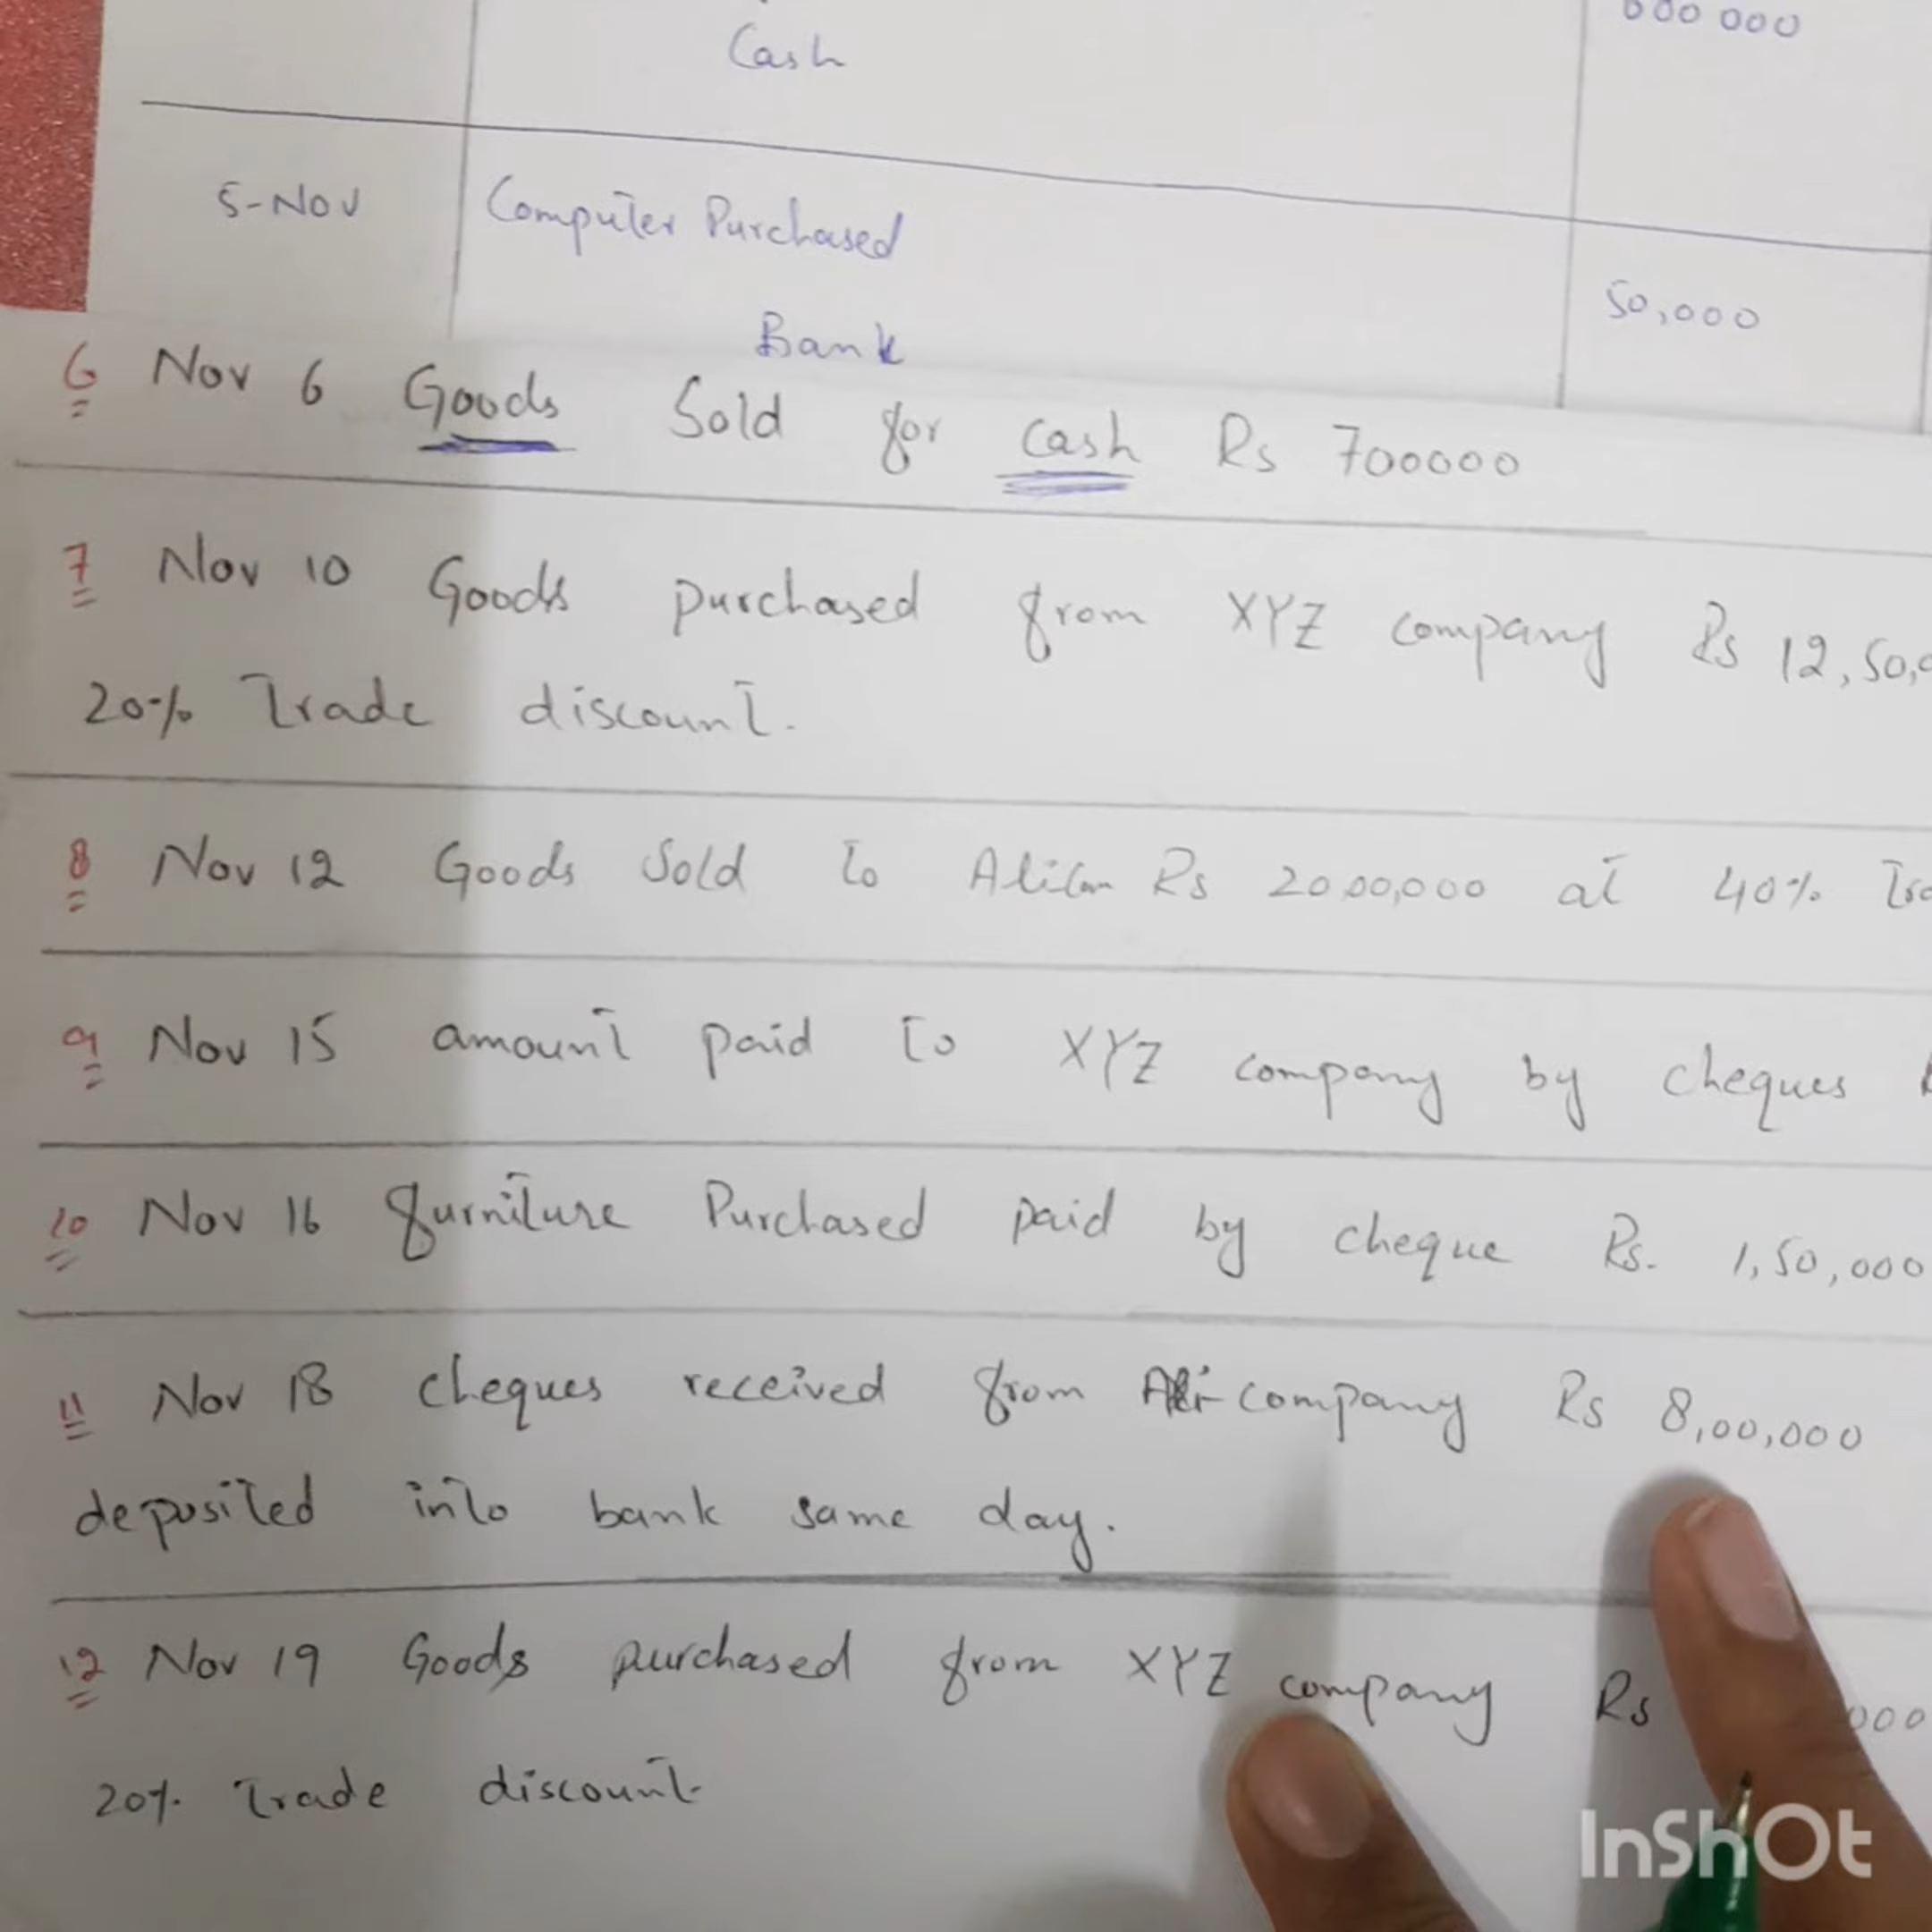 Cash 000 000
5-Nov Computer Purchased
50,000
Bank
6 Nov 6 Goods Sold for cash Rs 700000
7 Nov 10 Goods purchased from XYZ company Rs 12,50,
20% Trade discount.
8 Nov 12 Goods Sold to Rs 2000,000 at 40%
9 Nov 15 amount paid to XYZ company by cheques
10 Nov 16 furniture Purchased paid by cheque Rs. 1,50,000
11 Nov 18 cheques received from Ali company Rs 8,00,000
deposited into bank same day.
12 Nov 19 Goods purchased from XYZ company Rs 000
20% Trade discount
InShOt